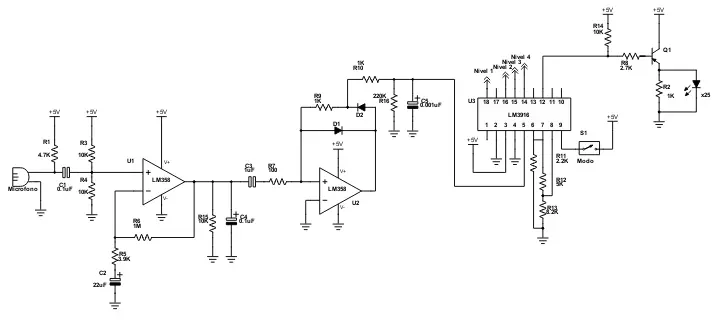 +5V
+5V
R14
10K
Q1
R8
2.7K
Nivel 4
Nivel 3
Nivel 2
Nivel 1
1K
R10
R9
1K
D2
220K
R16
C5
0.001uF
R2
1K
x25
U3
18 17 16 15 14 13 12 11 10
LM3916
1 2 3 4 5 6 7 8 9
+5V
+5V
+5V
+5V
S1
Modo
+5V
R1
4.7K
R3
10K
U1
V+
LM358
V-
D1
+5V
V+
LM358
V-
U2
R11
2.2K
R12
5K
R13
8.2K
Microfono
C1
0.1uF
R4
10K
C3
1uF
R7
100
R6
1M
R15
10K
C4
0.1uF
R5
3.9K
C2
22uF